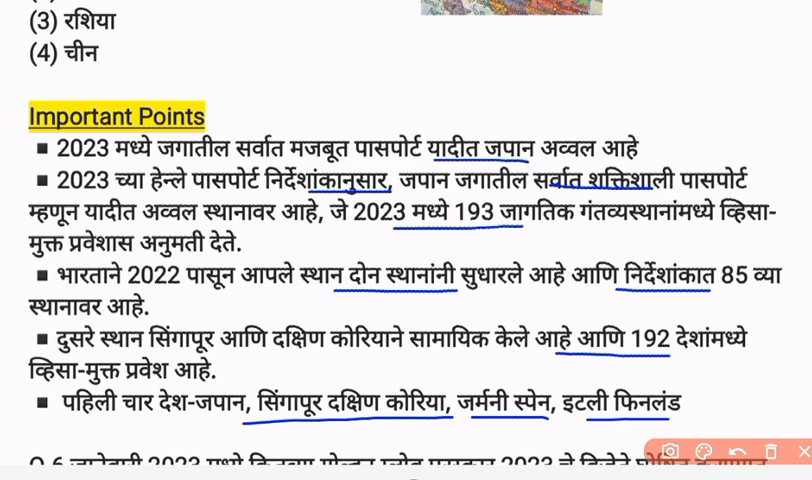 (3) रशिया
(4) चीन
Important Points
▪ 2023 मध्ये जगातील सर्वात मजबूत पासपोर्ट यादीत जपान अव्वल आहे
▪ 2023 च्या हेन्ले पासपोर्ट निर्देशांकानुसार, जपान जगातील सर्वात शक्तिशाली पासपोर्ट
म्हणून यादीत अव्वल स्थानावर आहे, जे 2023 मध्ये 193 जागतिक गंतव्यस्थानांमध्ये व्हिसा-
मुक्त प्रवेशास अनुमती देते.
▪ भारताने 2022 पासून आपले स्थान दोन स्थानांनी सुधारले आहे आणि निर्देशांकात 85 व्या
स्थानावर आहे.
▪ दुसरे स्थान सिंगापूर आणि दक्षिण कोरियाने सामायिक केले आहे आणि 192 देशांमध्ये
व्हिसा-मुक्त प्रवेश आहे.
▪ पहिली चार देश-जपान, सिंगापूर दक्षिण कोरिया, जर्मनी स्पेन, इटली फिनलंड